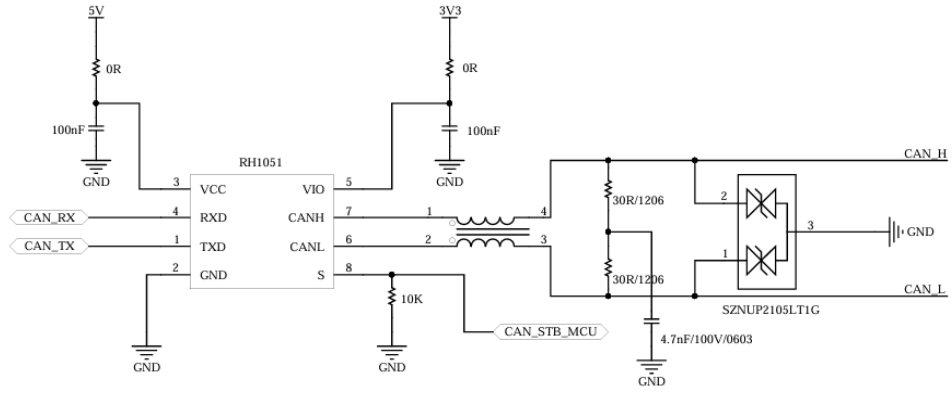 5V
3V3
0R
0R
100nF
100nF
GND
GND
RH1051
3 VCC VIO 5
CAN_RX 4 RXD CANH 7 1 4
CAN_TX 1 TXD CANL 6 2 3
2 GND S 8
10K
CAN_STB_MCU
GND
GND
30R/1206
30R/1206
4.7nF/100V/0603
GND
CAN_H
2
1
3
GND
CAN_L
SZNUP2105LT1G